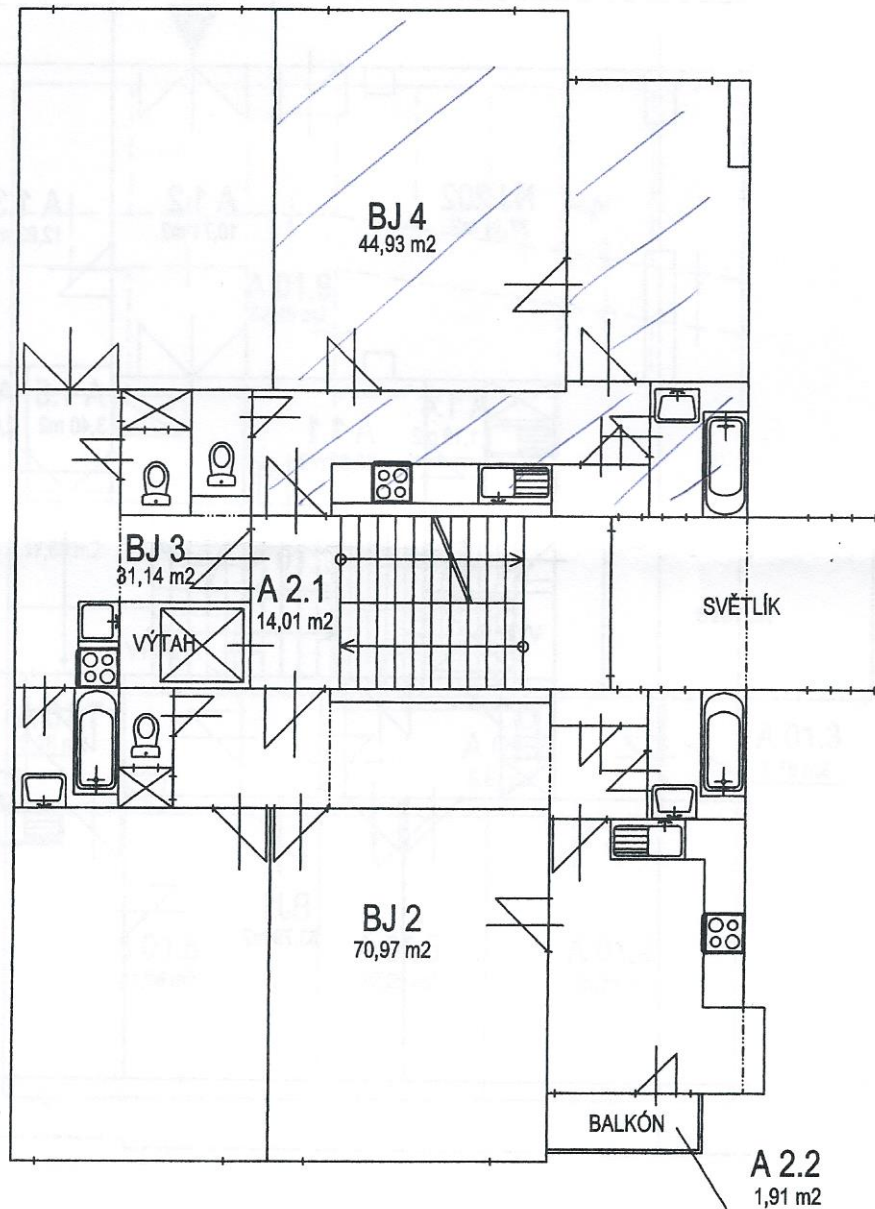 BJ 4
44,93 m2
BJ 3
31,14 m2
A 2.1
14,01 m2
VÝTAH
SVĚTLÍK
BJ 2
70,97 m2
BALKÓN
A 2.2
1,91 m2